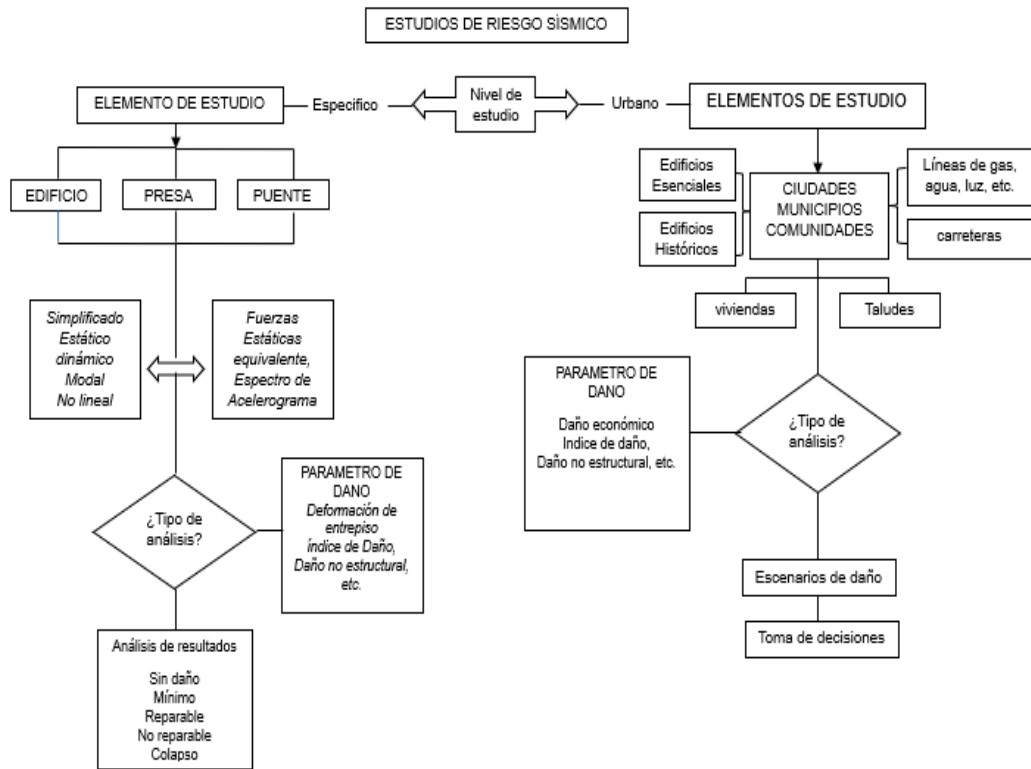 ESTUDIOS DE RIESGO SÌSMICO
ELEMENTO DE ESTUDIO
Especifico
Nivel de
estudio
Urbano
ELEMENTOS DE ESTUDIO
EDIFICIO
PRESA
PUENTE
Edificios
Esenciales
Edificios
Históricos
CIUDADES
MUNICIPIOS
COMUNIDADES
Líneas de gas,
agua, luz, etc.
carreteras
viviendas
Taludes
Simplificado
Estático
dinámico
Modal
No lineal
Fuerzas
Estáticas
equivalente,
Espectro de
Acelerograma
PARAMETRO DE
DANO
Daño económico
Indice de daño,
Daño no estructural, etc.
¿Tipo de
análisis?
¿Tipo de
análisis?
PARAMETRO DE
DANO
Deformación de
entrepiso
índice de Daño,
Daño no estructural,
etc.
Escenarios de daño
Toma de decisiones
Análisis de resultados
Sin daño
Mínimo
Reparable
No reparable
Colapso